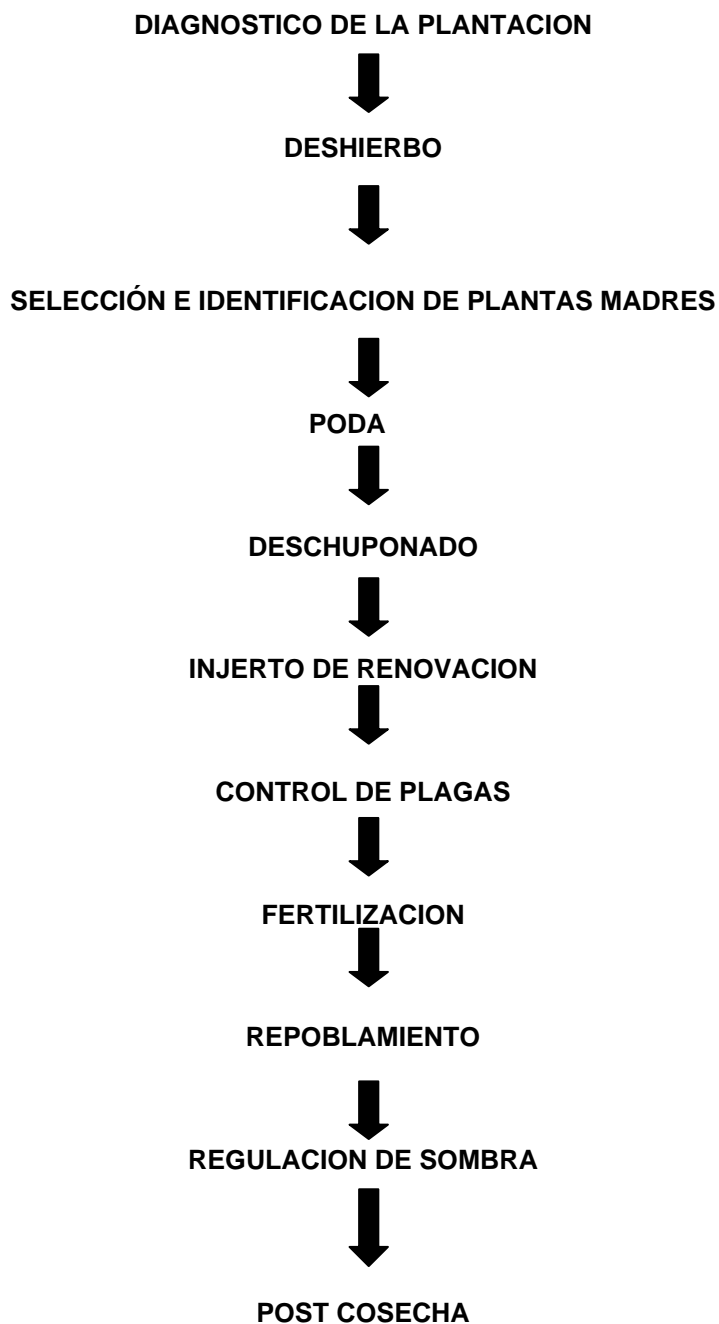 DIAGNOSTICO DE LA PLANTACION
DESHIERBO
SELECCIÓN E IDENTIFICACION DE PLANTAS MADRES
PODA
DESCHUPONADO
INJERTO DE RENOVACION
CONTROL DE PLAGAS
FERTILIZACION
REPOBLAMIENTO
REGULACION DE SOMBRA
POST COSECHA